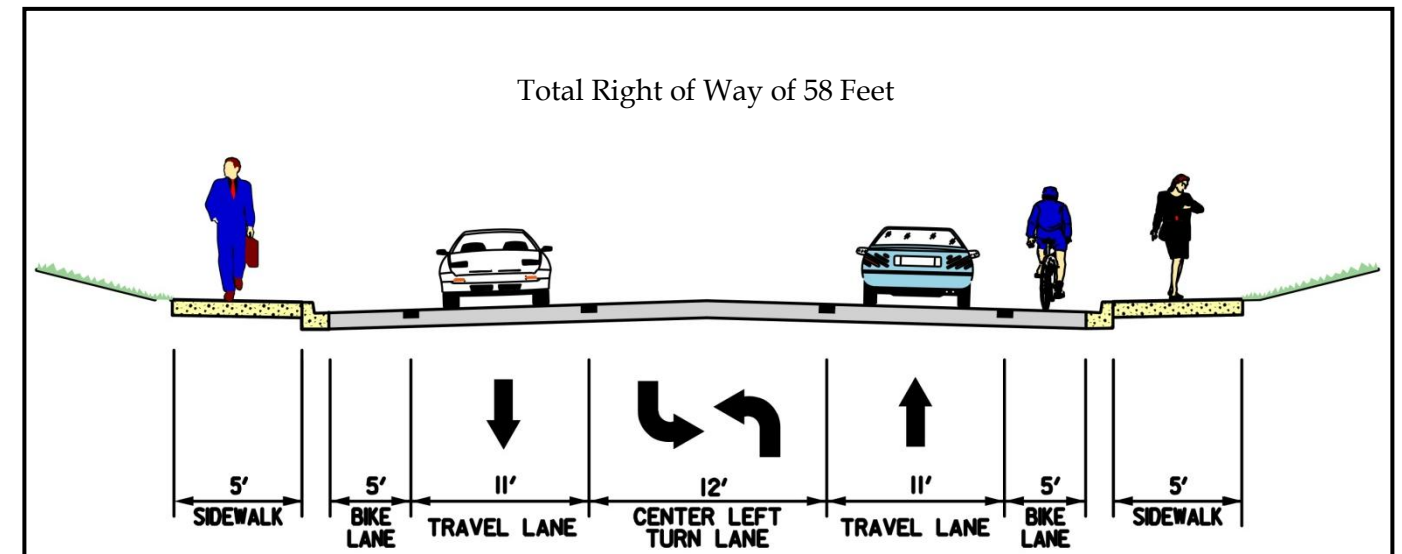 Total Right of Way of 58 Feet
5' 5' 11' 12' 11' 5' 5'
SIDEWALK BIKE LANE TRAVEL LANE CENTER LEFT TURN LANE TRAVEL LANE BIKE LANE SIDEWALK